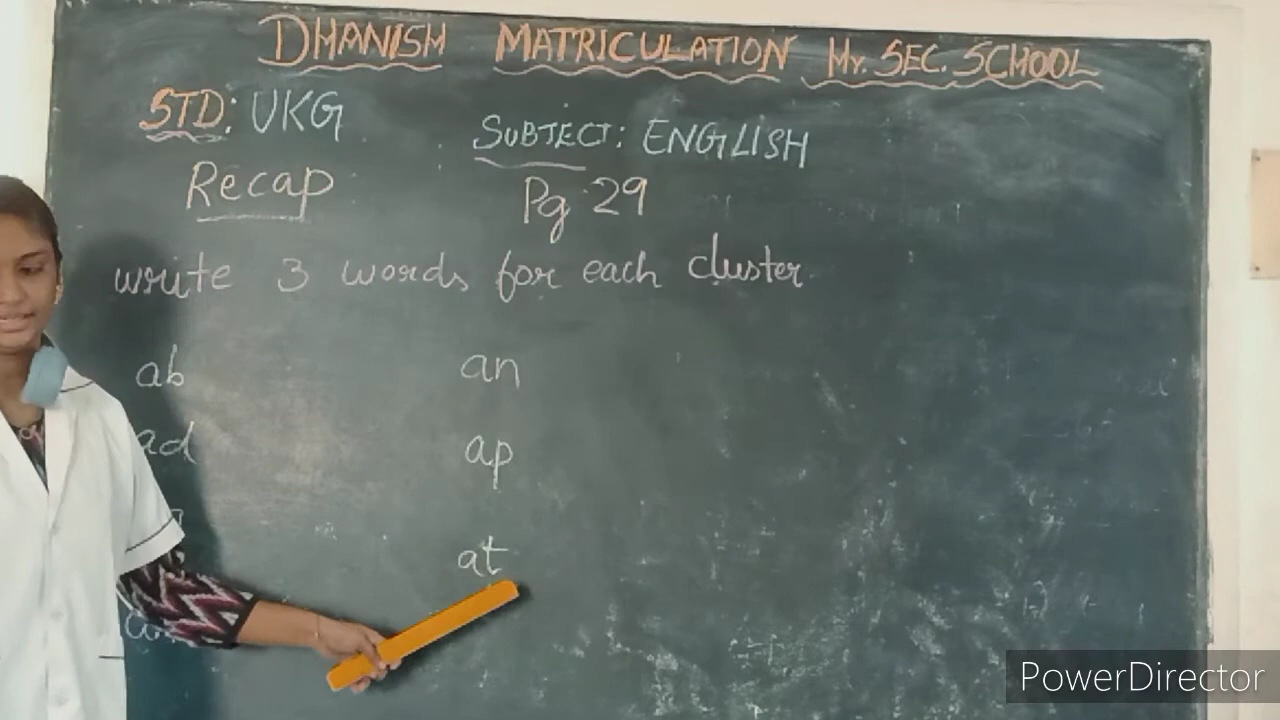 DHANISM MATRICULATION Hr. SEC. SCHOOL
STD: UKG
SUBJECT: ENGLISH
Recap
Pg 29
write 3 words for each cluster
ab an
ad ap
at
PowerDirector